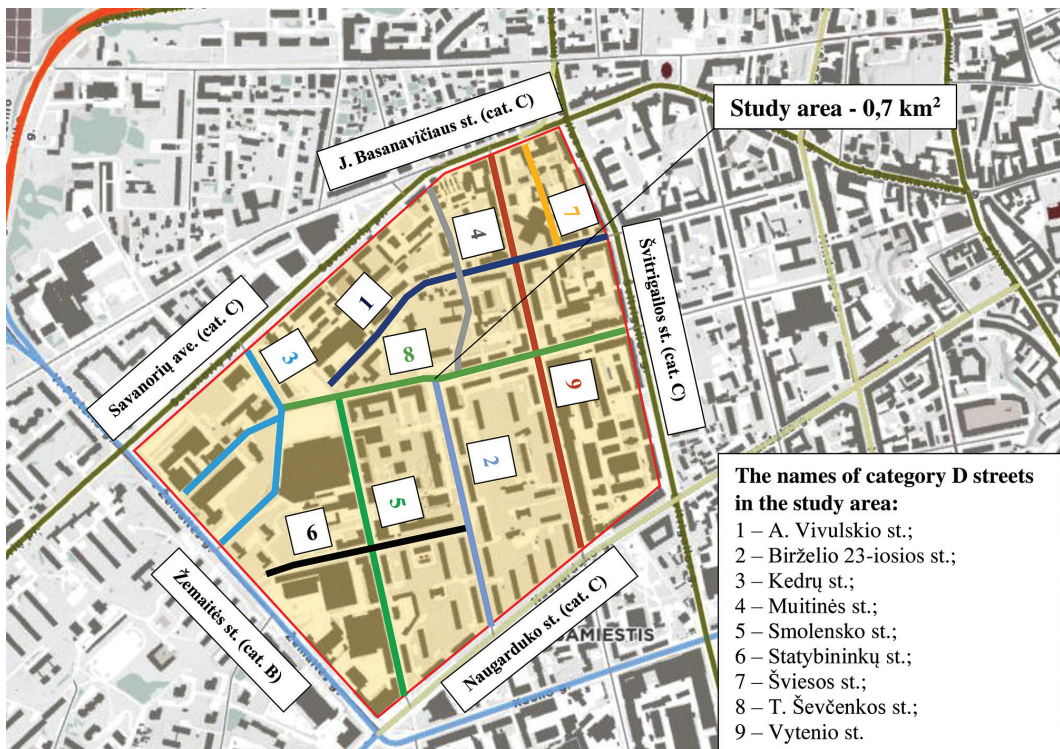 J. Basanavičiaus st. (cat. C)
Study area - 0,7 km²
7
4
Švitrigailos st. (cat. C)
1
3
8
Savanorių ave. (cat. C)
9
2
5
6
Žemaitės st. (cat. B)
Naugarduko st. (cat. C)
AMIESTIS
The names of category D streets
in the study area:
1 – A. Vivulskio st.;
2 – Birželio 23-iosios st.;
3 – Kedrų st.;
4 – Muitinės st.;
5 – Smolensko st.;
6 – Statybininkų st.;
7 – Šviesos st.;
8 – T. Ševčenkos st.;
9 – Vytenio st.